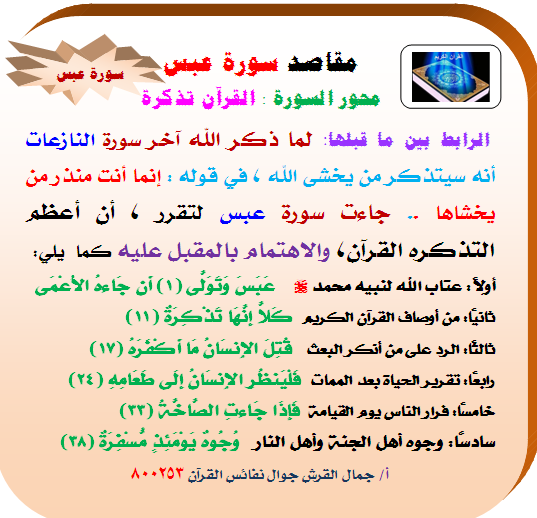 مقاصد سورة عبس
سورة عبس
القرآن الكريم
محور السورة : القرآن تذكرة
الرابط بين ما قبلها: لما ذكر الله آخر سورة النازعات
أنه سيتذكر من يخشى الله ، في قوله : إنما أنت منذر من
يخشاها .. جاءت سورة عبس لتقرر ، أن أعظم
التذكره القرآن، والاهتمام بالمقبل عليه كما يلي:
أولاً: عتاب الله لنبيه محمد ﷺ عَبَسَ وَتَوَلَّى (١) أَن جَاءهُ الأَعْمَى
ثانيًا: من أوصاف القرآن الكريم كَلاَّ إِنَّهَا تَذْكِرَةٌ (١١)
ثالثًا: الرد على من أنكر البعث قُتِلَ الإِنسَانُ مَا أَكْفَرَهُ (١٧)
رابعًا: تقرير الحياة بعد الممات فَلْيَنظُرِ الإِنسَانُ إِلَى طَعَامِهِ (٢٤)
خامسًا: فرار الناس يوم القيامة فَإِذَا جَاءتِ الصَّاخَّةُ (٣٣)
سادسًا: وجوه أهل الجنة وأهل النار وُجُوهٌ يَوْمَئِذٍ مُّسْفِرَةٌ (٣٨)
أ/ جمال القرش جوال نفائس القرآن ٨٠٠٢٥٣